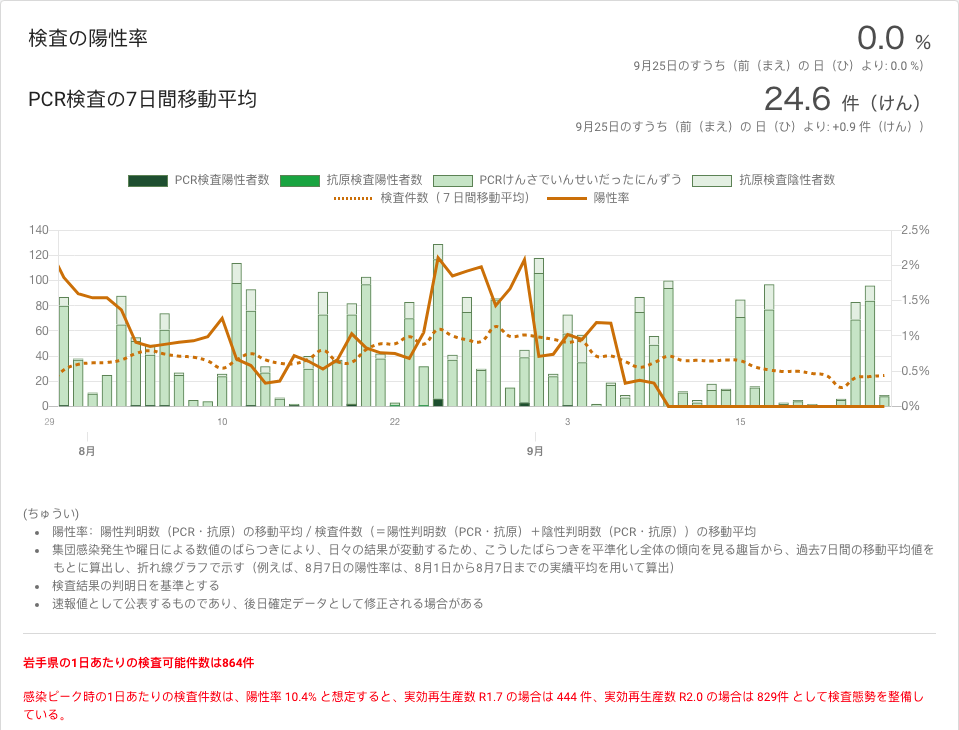 検査の陽性率
0.0 %
9月25日のすうち（前（まえ）の 日（ひ）より: 0.0 %）
PCR検査の7日間移動平均
24.6 件（けん）
9月25日のすうち（前（まえ）の 日（ひ）より: +0.9 件（けん））
PCR検査陽性者数 抗原検査陽性者数 PCRけんさでいんせいだったにんずう 抗原検査陰性者数
検査件数（７日間移動平均） 陽性率
140 2.5%
120 2%
100
80 1.5%
60 1%
40 0.5%
20
0 0%
29 10 22 3 15
8月 9月
(ちゅうい)
陽性率：陽性判明数（PCR・抗原）の移動平均 / 検査件数（＝陽性判明数（PCR・抗原）＋陰性判明数（PCR・抗原））の移動平均
集団感染発生や曜日による数値のばらつきにより、日々の結果が変動するため、こうしたばらつきを平準化し全体の傾向を見る趣旨から、過去7日間の移動平均値を
もとに算出し、折れ線グラフで示す（例えば、8月7日の陽性率は、8月1日から8月7日までの実績平均を用いて算出）
検査結果の判明日を基準とする
速報値として公表するものであり、後日確定データとして修正される場合がある
岩手県の1日あたりの検査可能件数は864件
感染ピーク時の1日あたりの検査件数は、陽性率 10.4% と想定すると、実効再生産数 R1.7 の場合は 444 件、実効再生産数 R2.0 の場合は 829件 として検査態勢を整備し
ている。